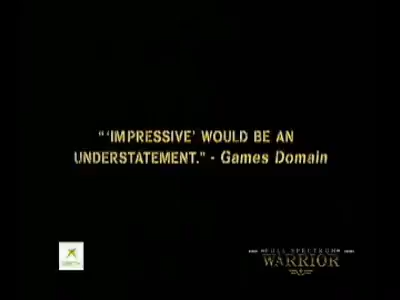 “‘IMPRESSIVE’ WOULD BE AN
UNDERSTATEMENT." - Games Domain
FULL SPECTRUM
WARRIOR